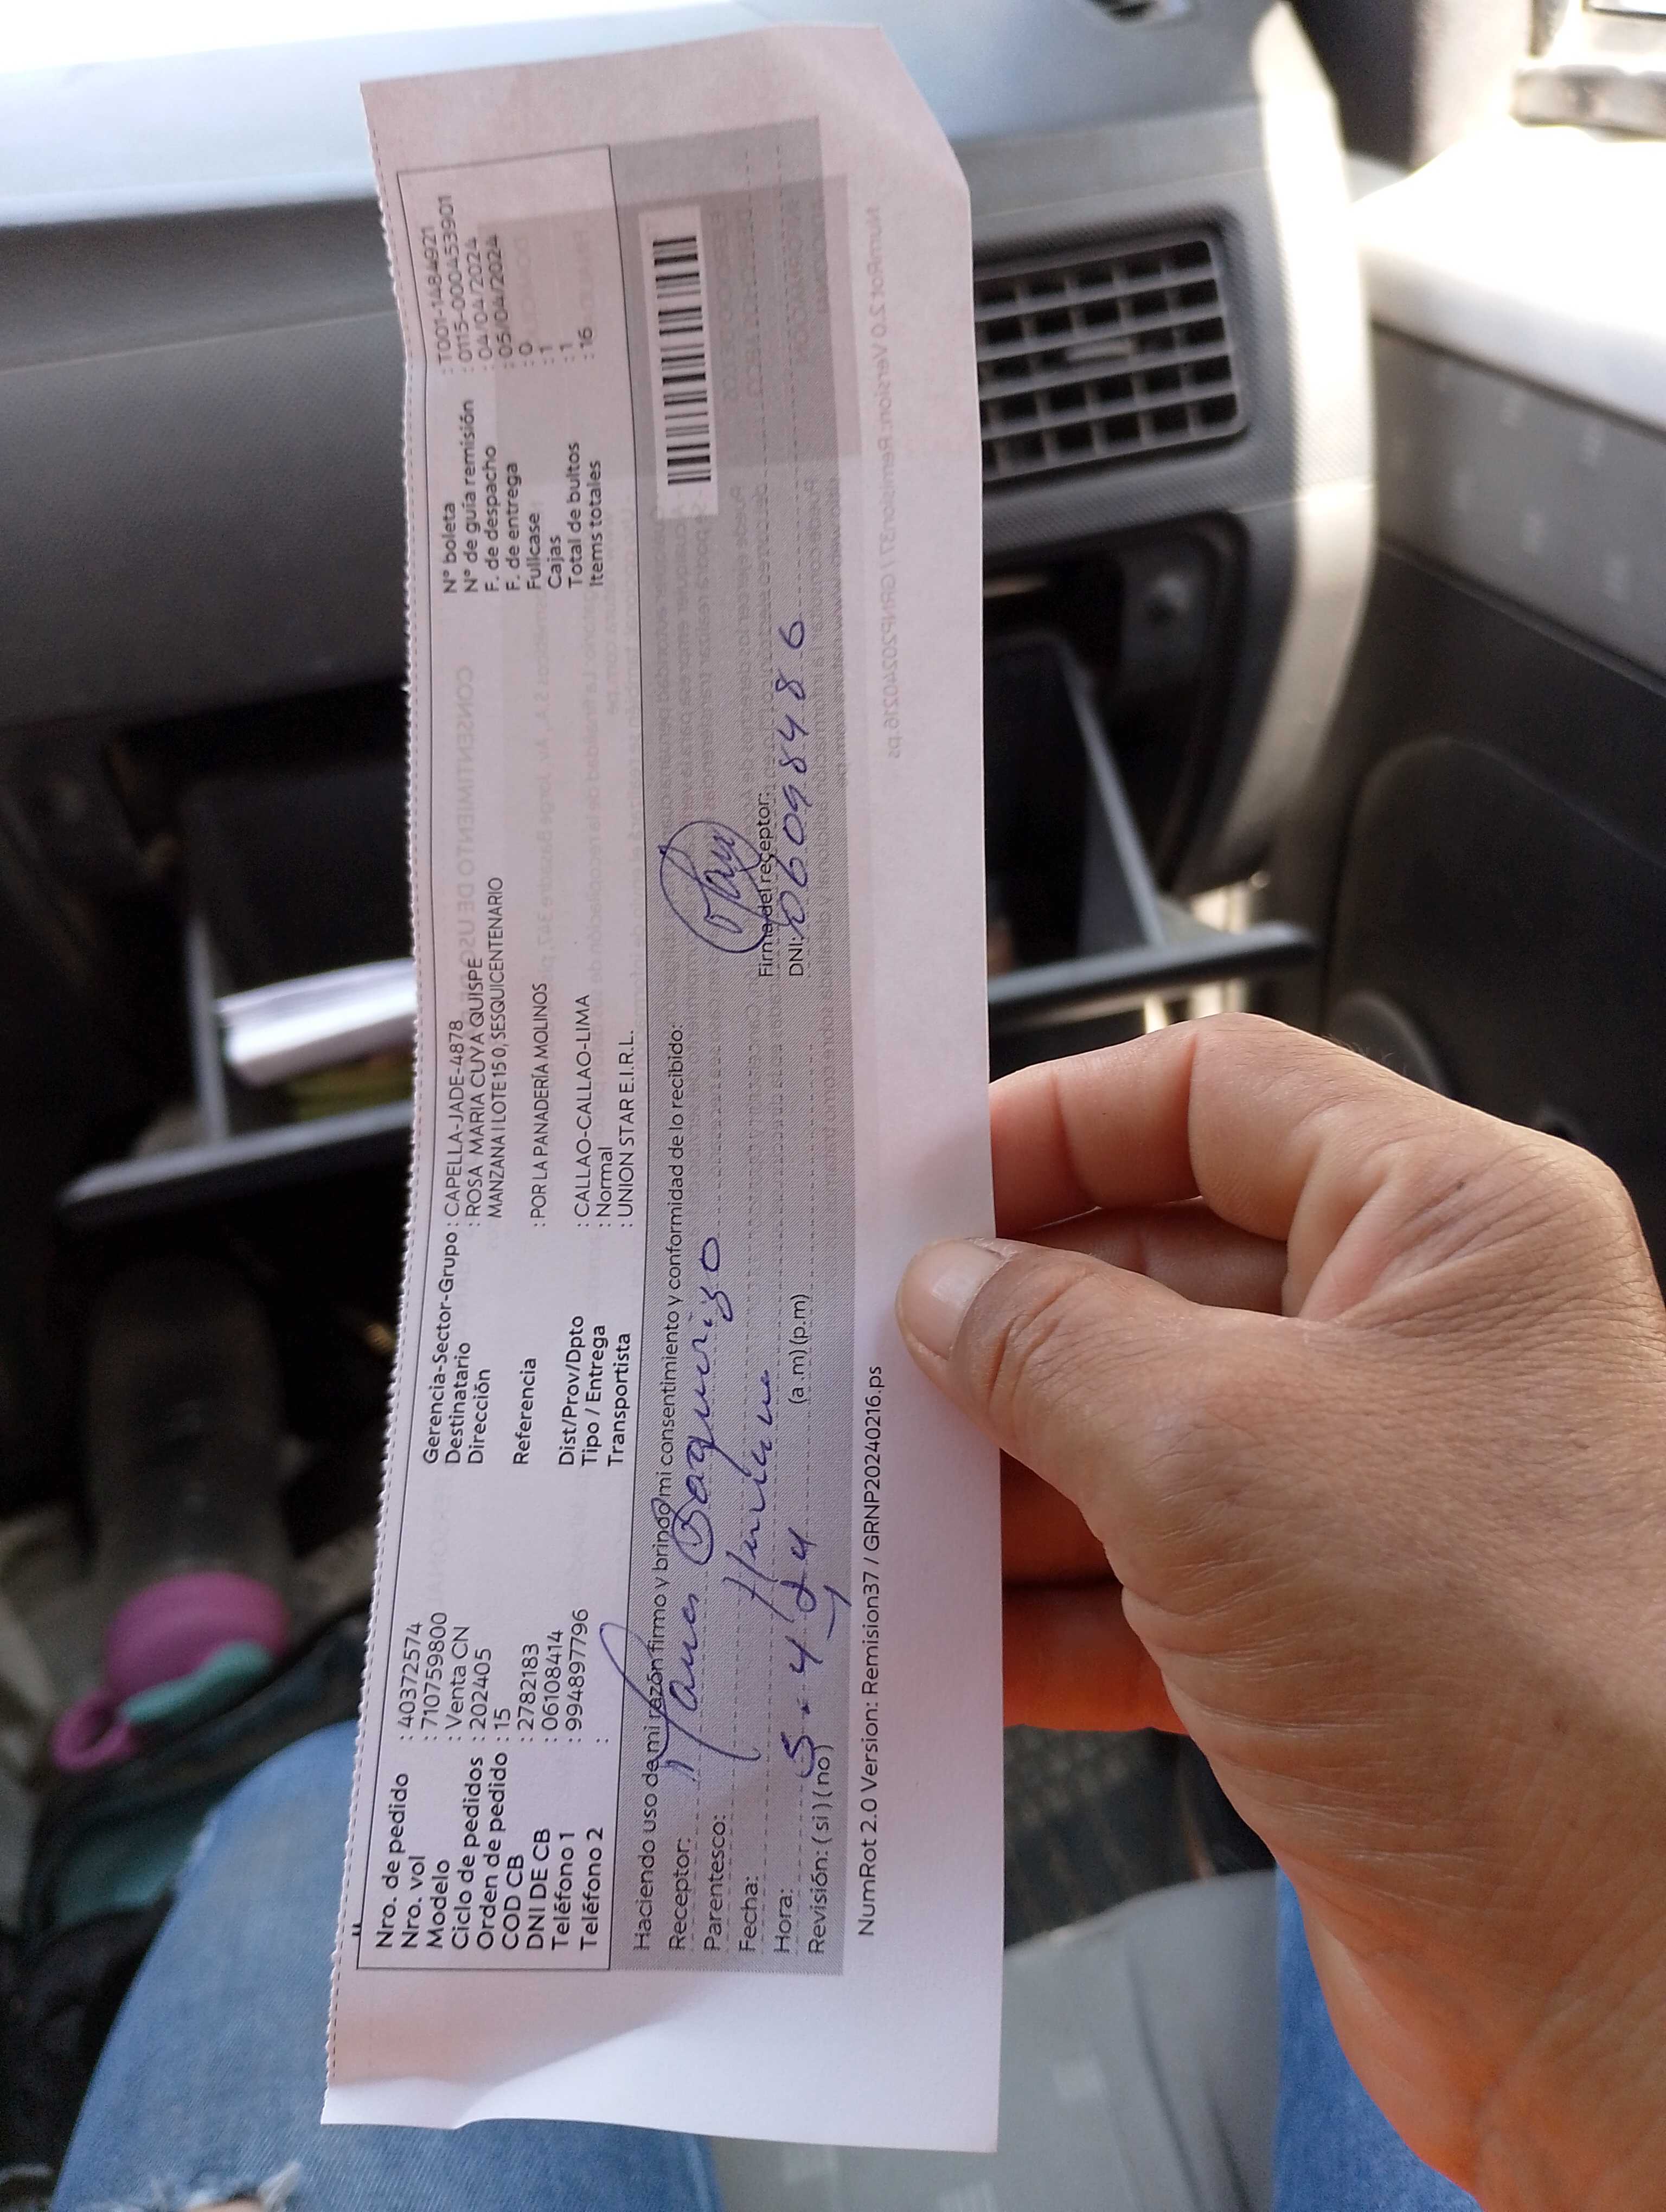 Nro. de pedido : 40372574
Nro. vol : 710759800
Modelo : Venta CN
Ciclo de pedidos : 202405
Orden de pedido : 15
COD CB : 2782183
DNI DE CB : 06108414
Teléfono 1 : 994897796
Teléfono 2 :
Gerencia-Sector-Grupo : CAPELLA-JADE-4878
Destinatario : ROSA MARIA CUYA QUISPE
Dirección MANZANA I LOTE 15 0, SESQUICENTENARIO
Referencia : POR LA PANADERÍA MOLINOS
Dist/Prov/Dpto : CALLAO-CALLAO-LIMA
Tipo / Entrega : Normal
Transportista : UNION STAR E.I.R.L.
N° boleta : T001-1484921
N° de guía remisión : 0115-000453901
F. de despacho : 04/04/2024
F. de entrega : 05/04/2024
Fullcase : 0
Cajas : 1
Total de bultos : 1
Items totales : 16
Haciendo uso de mi razón firmo y brindo mi consentimiento y conformidad de lo recibido:
Receptor: Baquerizo
Parentesco:
Fecha: 5 - 4 - 24
Hora: (a.m)(p.m)
Revisión: ( si ) ( no )
Firma del receptor:
DNI: 06098486
NumRot 2.0 Version: Remision37 / GRNP20240216.ps